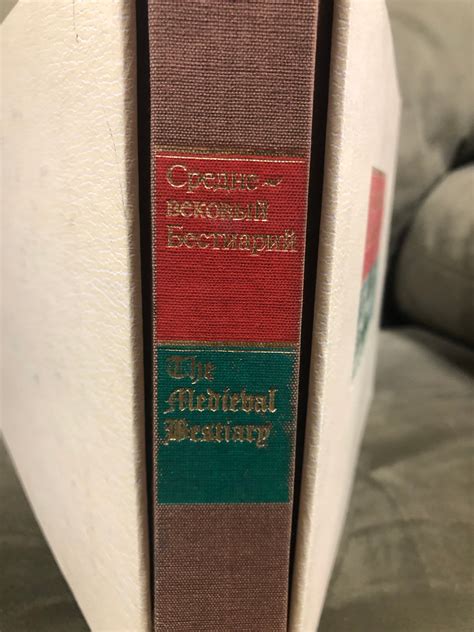 Средне-
вековый
Бестиарий
The
Medieval
Bestiary